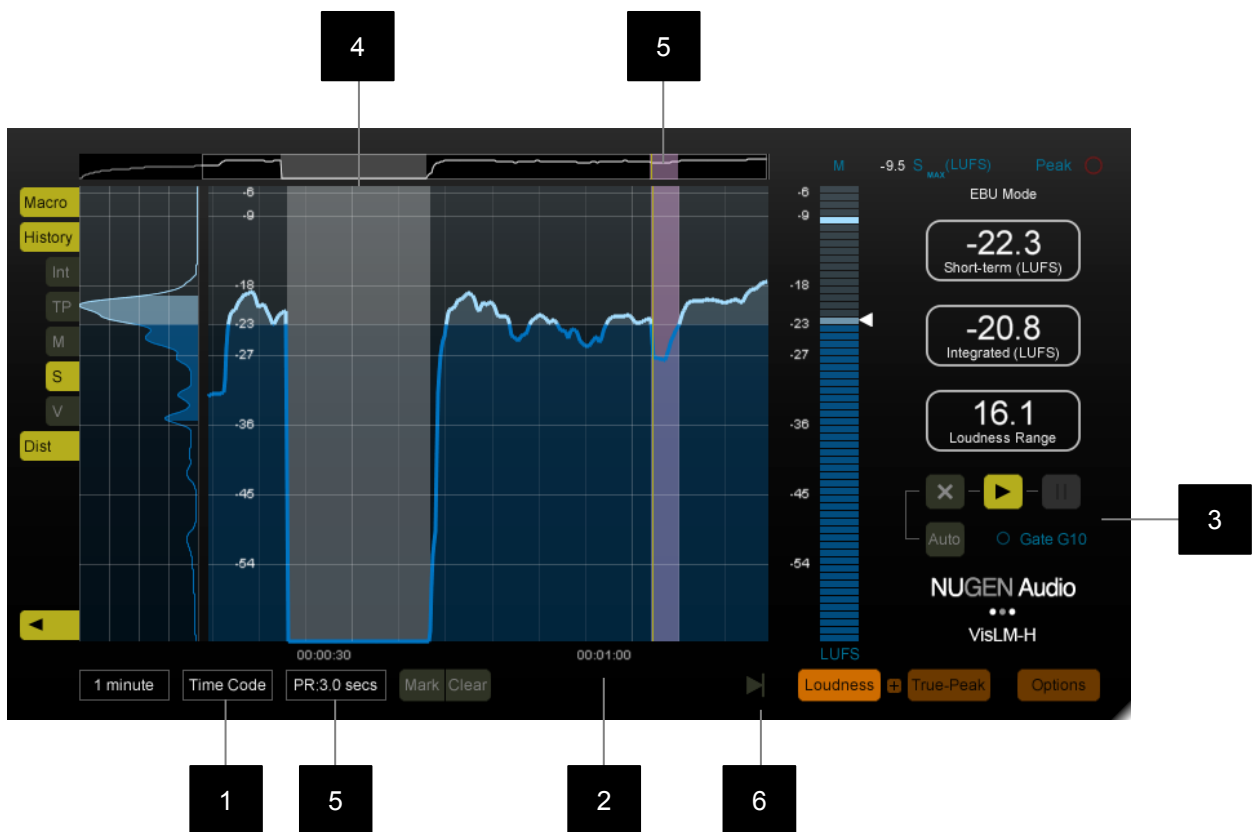 4
5
M
-9.5 S MAX (LUFS)
Peak
EBU Mode
Macro
History
Int
TP
M
S
V
Dist
-6
-9
-18
-23
-27
-36
-45
-54
-6
-9
-18
-23
-27
-36
-45
-54
LUFS
-22.3
Short-term (LUFS)
-20.8
Integrated (LUFS)
16.1
Loudness Range
3
Auto
Gate G10
NUGEN Audio
VisLM-H
00:00:30
00:01:00
1 minute
Time Code
PR:3.0 secs
Mark
Clear
Loudness
+
True-Peak
Options
1
5
2
6